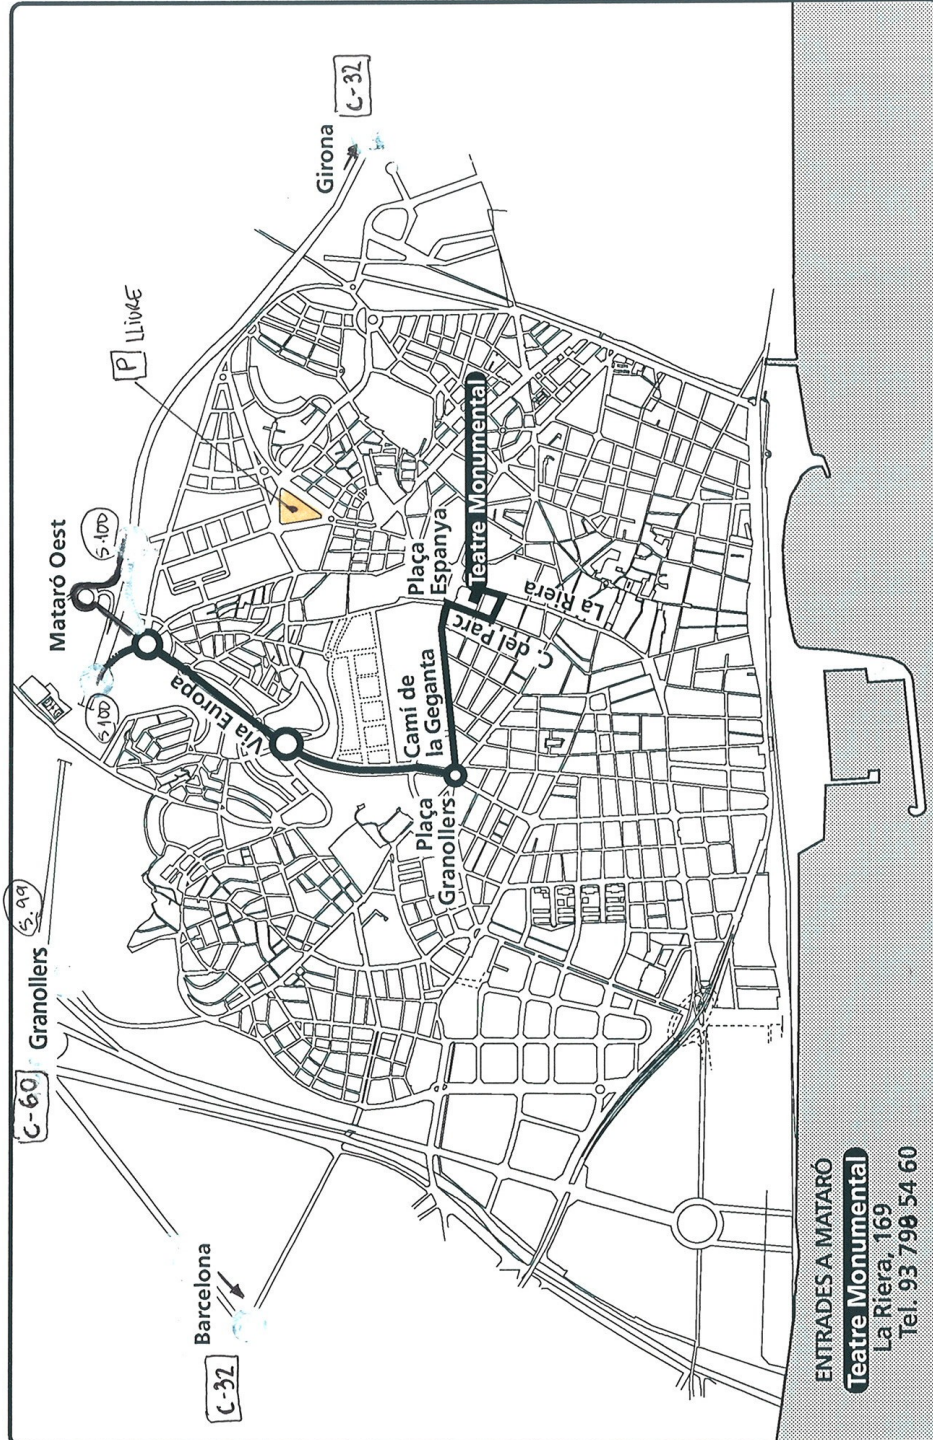 Girona
C-32
P LLIURE
Mataró Oest
S.100
S.100
Via Europa
Granollers
S.99
C-60
Barcelona
C-32
Plaça
Espanya
Teatre Monumental
C. del Parc
La Riera
Camí de
la Geganta
Plaça
Granollers
ENTRADES A MATARÓ
Teatre Monumental
La Riera, 169
Tel. 93 798 54 60